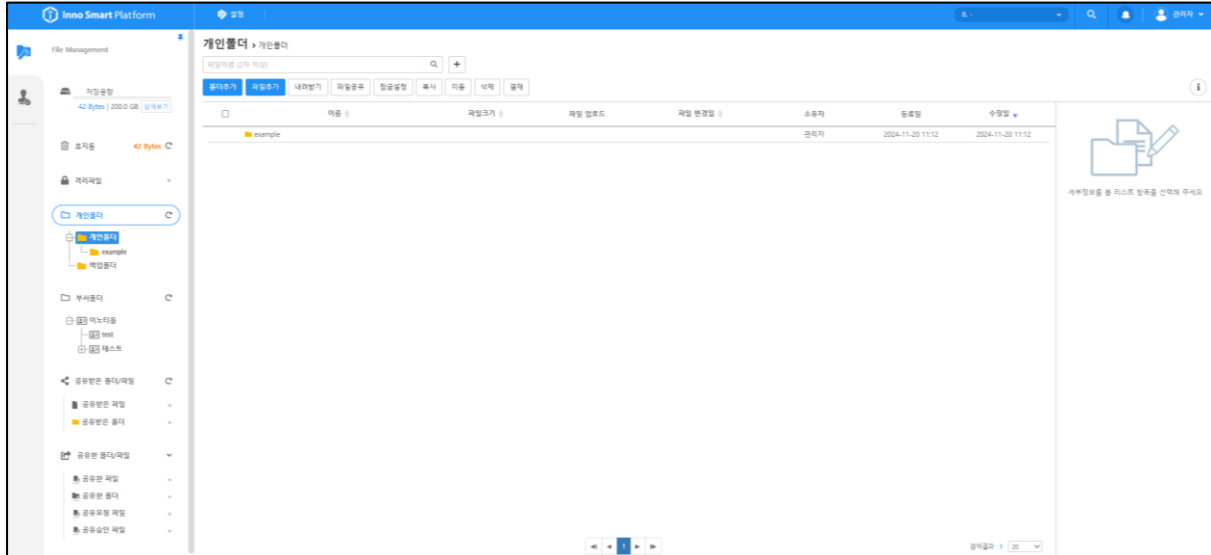 Inno Smart Platform
설정
관리자
File Management
저장용량
42 Bytes | 200.0 GB 상세보기
휴지통 42 Bytes
격리파일
개인폴더
개인폴더
example
백업폴더
부서폴더
이노티움
test
테스트
공유받은 폴더/파일
공유받은 파일
공유받은 폴더
공유한 폴더/파일
공유한 파일
공유한 폴더
공유요청 파일
공유승인 파일
개인폴더 › 개인폴더
파일이름 (2자 이상)
폴더추가 파일추가 내려받기 파일공유 잠금설정 복사 이동 삭제 결재
이름 파일크기 파일 업로드 파일 변경일 소유자 등록일 수정일
example 관리자 2024-11-20 11:12 2024-11-20 11:12
세부정보를 볼 리스트 항목을 선택해 주세요
1
검색결과 : 1 20